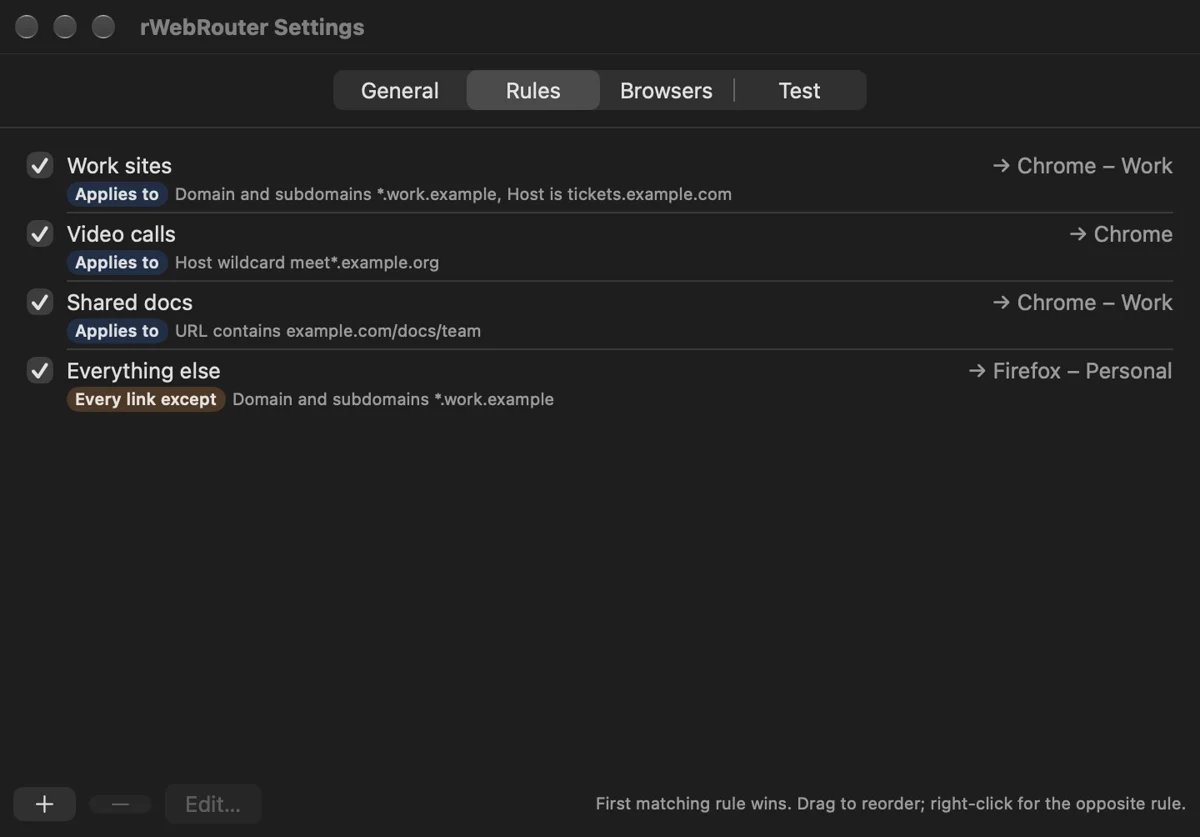 rWebRouter Settings
General Rules Browsers Test
Work sites → Chrome – Work
Applies to Domain and subdomains *.work.example, Host is tickets.example.com
Video calls → Chrome
Applies to Host wildcard meet*.example.org
Shared docs → Chrome – Work
Applies to URL contains example.com/docs/team
Everything else → Firefox – Personal
Every link except Domain and subdomains *.work.example
+ — Edit... First matching rule wins. Drag to reorder; right-click for the opposite rule.